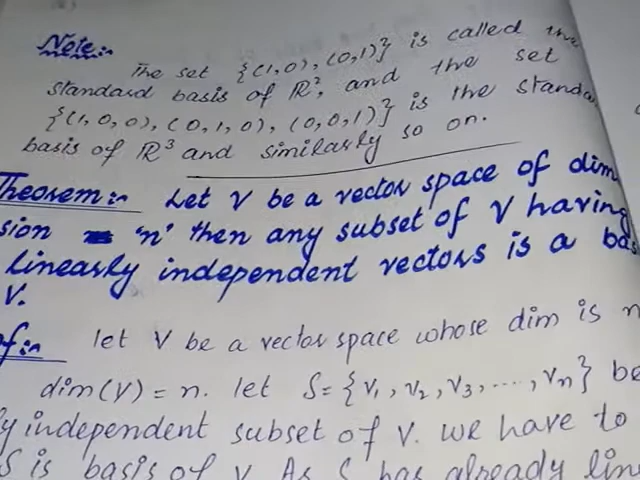 Note:-
The set {(1,0), (0,1)} is called the
standard basis of R², and the set
{(1,0,0), (0,1,0), (0,0,1)} is the standa
basis of R³ and similarly so on.
Theorem:- Let V be a vector space of dim
sion 'n' then any subset of V having
linearly independent vectors is a bas
V.
f:- let V be a vector space whose dim is n
dim(V) = n. let S = {v₁, v₂, v₃, ...., vn} be
y independent subset of V. we have to
S is basis of V. As S has already line